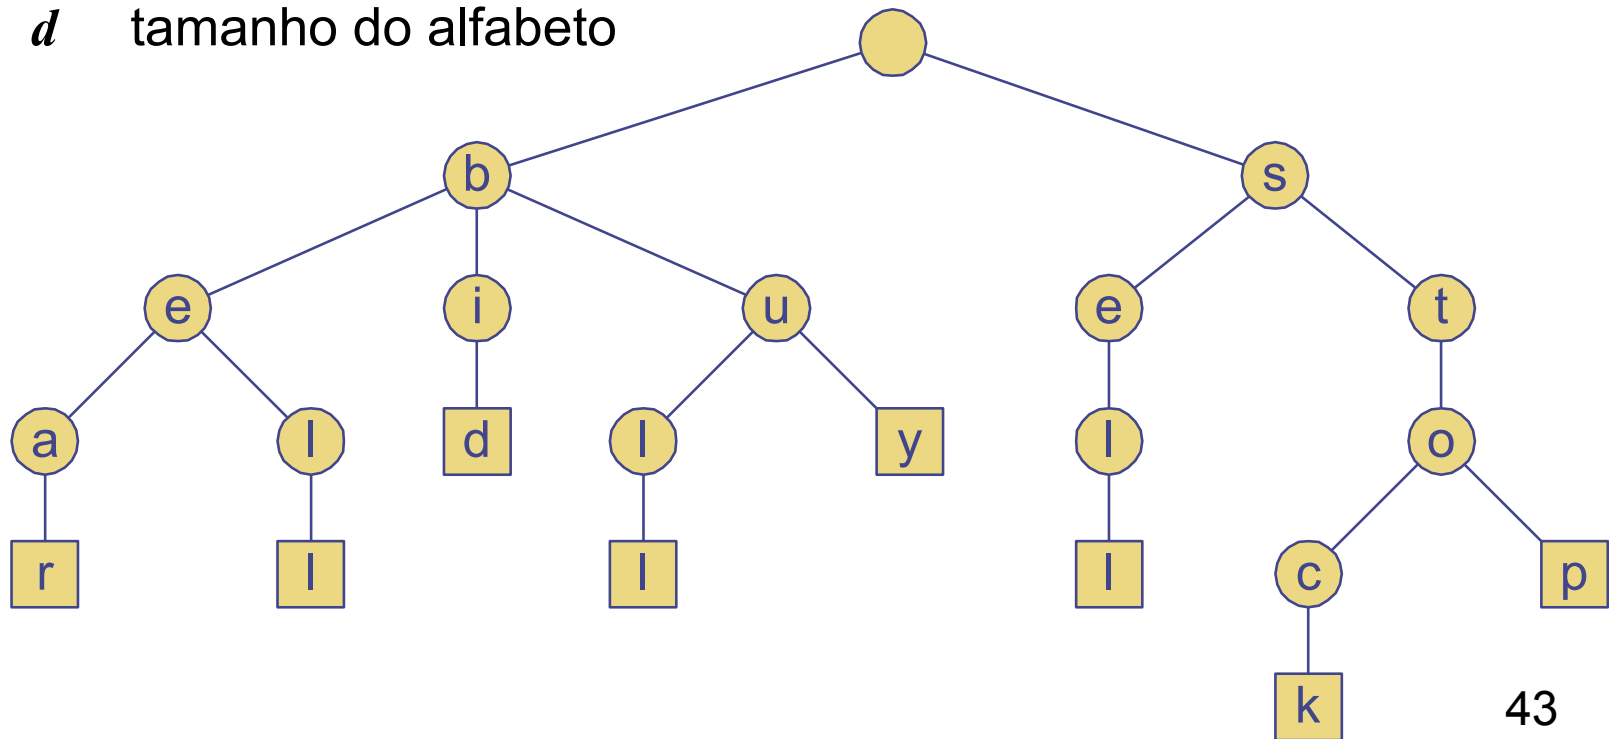 d tamanho do alfabeto
b s
e i u e t
a l d l y l o
r l l l c p
k
43